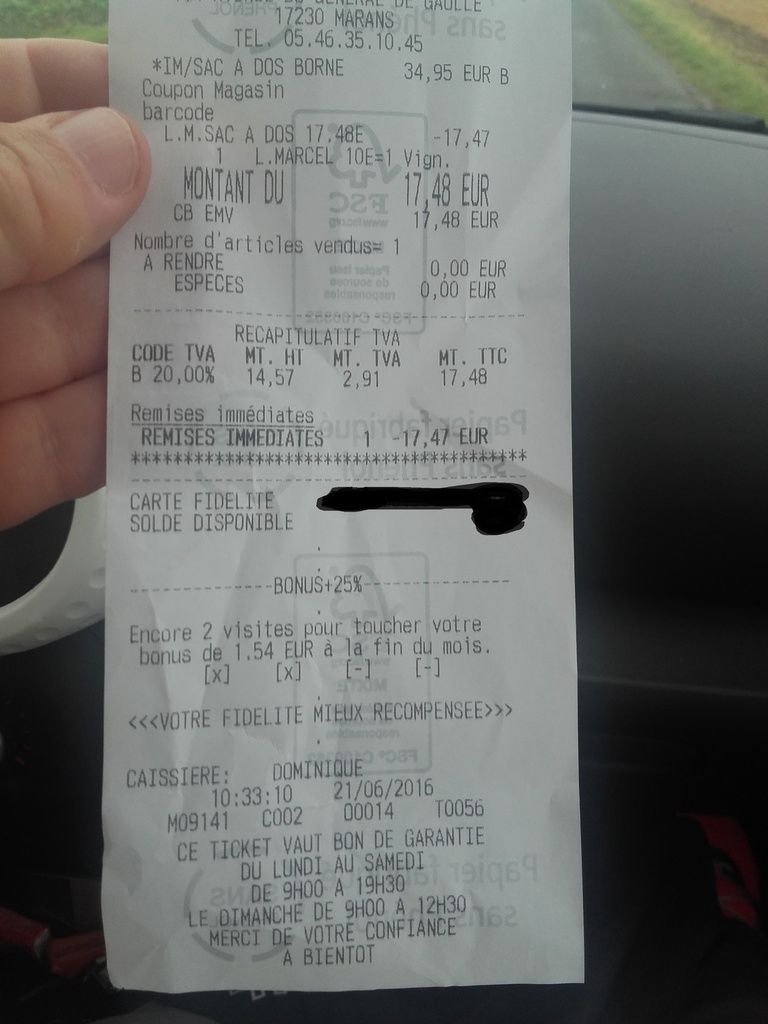 GENERAL DE GAULLE
17230 MARANS
TEL. 05.46.35.10.45
*IM/SAC A DOS BORNE 34,95 EUR B
Coupon Magasin
barcode
L.M.SAC A DOS 17.48E -17,47
1 L.MARCEL 10E=1 Vign.
MONTANT DU 17,48 EUR
CB EMV 17,48 EUR
Nombre d'articles vendus= 1
A RENDRE 0,00 EUR
ESPECES 0,00 EUR
RECAPITULATIF TVA
CODE TVA MT. HT MT. TVA MT. TTC
B 20,00% 14,57 2,91 17,48
Remises immédiates
REMISES IMMEDIATES 1 -17,47 EUR
**************************************
CARTE FIDELITE
SOLDE DISPONIBLE
-------------BONUS+25%-------------
Encore 2 visites pour toucher votre
bonus de 1.54 EUR à la fin du mois.
[x] [x] [-] [-]
<<<VOTRE FIDELITE MIEUX RECOMPENSEE>>>
CAISSIERE: DOMINIQUE
10:33:10 21/06/2016
M09141 C002 00014 T0056
CE TICKET VAUT BON DE GARANTIE
DU LUNDI AU SAMEDI
DE 9H00 A 19H30
LE DIMANCHE DE 9H00 A 12H30
MERCI DE VOTRE CONFIANCE
A BIENTOT